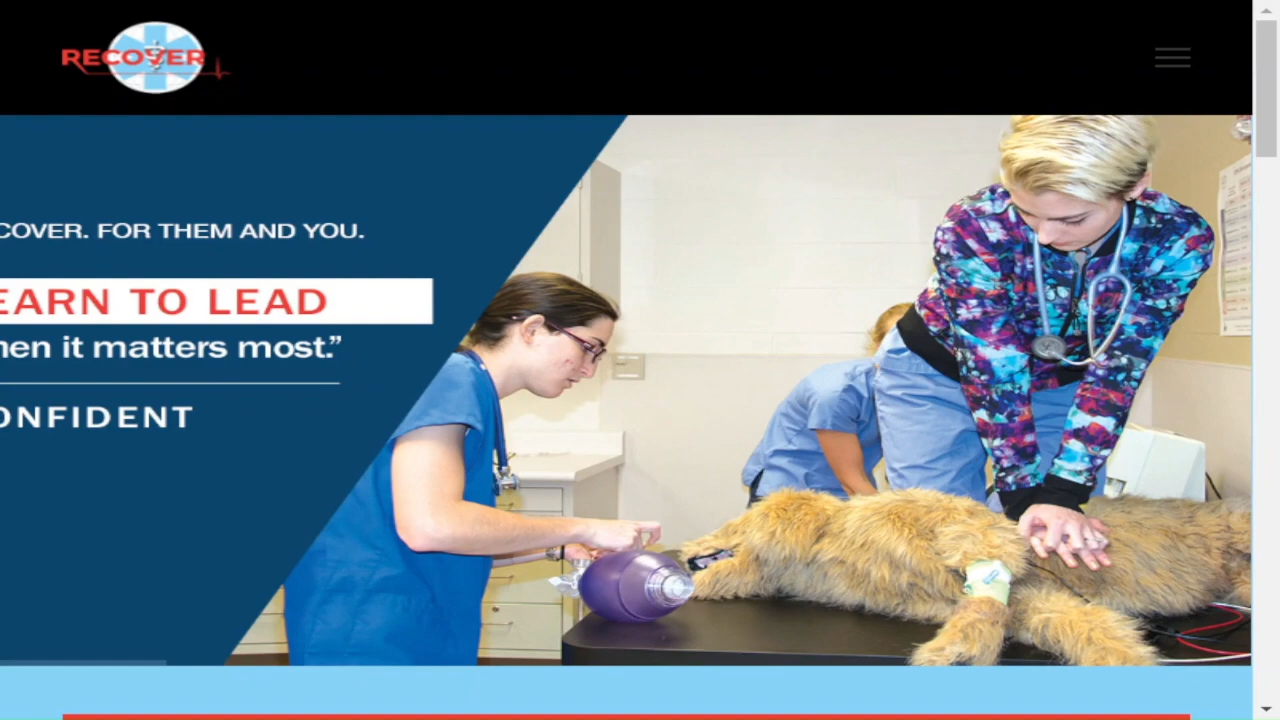 RECOVER
COVER. FOR THEM AND YOU.
EARN TO LEAD
hen it matters most.”
ONFIDENT